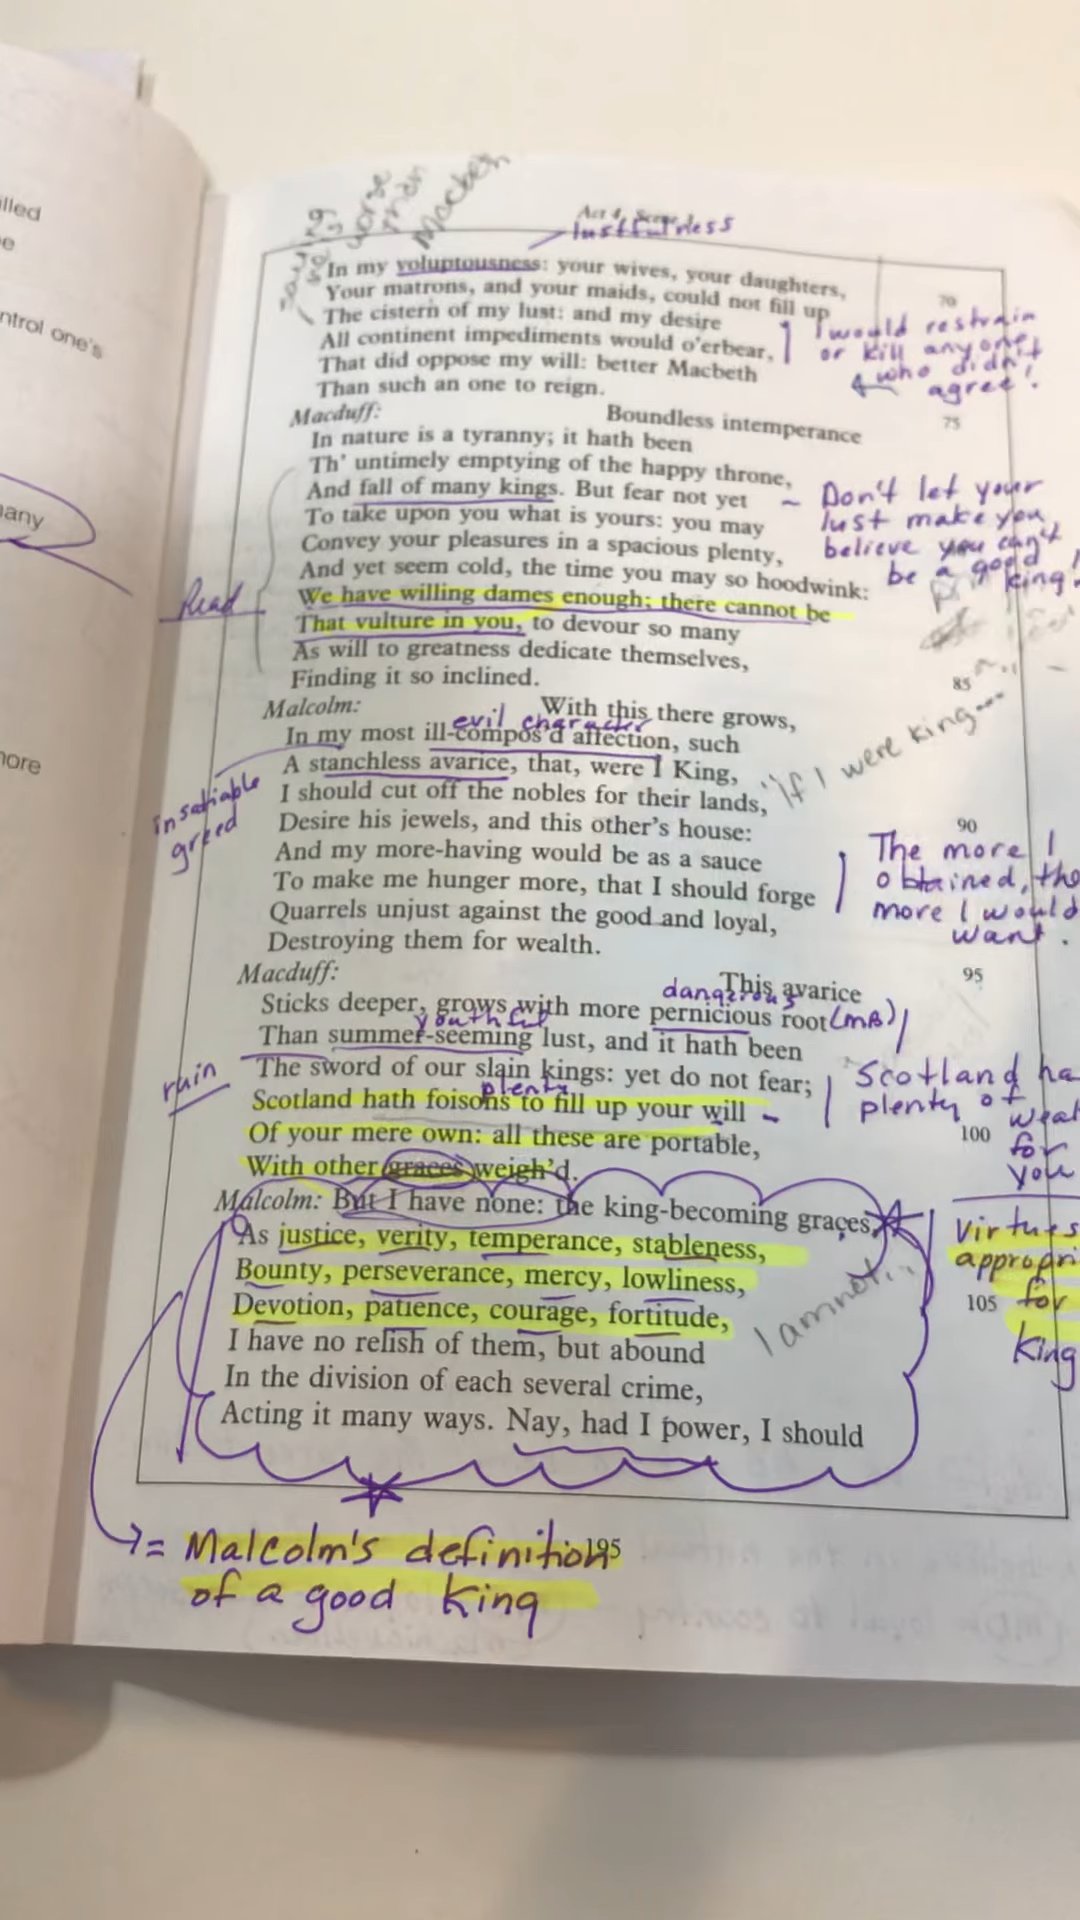 illed
e
ntrol one's
any
ore
worse
than
Macbeth
Act 4, Scene
lustfulness
In my voluptousness: your wives, your daughters,
Your matrons, and your maids, could not fill up
70
The cistern of my lust: and my desire
All continent impediments would o'erbear,
That did oppose my will: better Macbeth
Than such an one to reign.
I would restrain
or kill anyone
who didn't
agree!
Macduff: Boundless intemperance
75
In nature is a tyranny; it hath been
Th' untimely emptying of the happy throne,
And fall of many kings. But fear not yet
To take upon you what is yours: you may
Convey your pleasures in a spacious plenty,
And yet seem cold, the time you may so hoodwink:
Don't let your
lust make you
believe you can't
be a good
king.
Read
We have willing dames enough; there cannot be
That vulture in you, to devour so many
As will to greatness dedicate themselves,
Finding it so inclined.
85
Malcolm: With this there grows,
evil character
In my most ill-compos'd affection, such
A stanchless avarice, that, were I King,
"If I were king...
insatiable
greed
I should cut off the nobles for their lands,
Desire his jewels, and this other's house:
90
And my more-having would be as a sauce
To make me hunger more, that I should forge
Quarrels unjust against the good and loyal,
Destroying them for wealth.
The more I
obtained, the
more I would
want.
Macduff: This avarice
95
dangerous
Sticks deeper, grows with more pernicious root (MB)
youthful
Than summer-seeming lust, and it hath been
The sword of our slain kings: yet do not fear;
ruin
plenty
Scotland hath foisons to fill up your will
Of your mere own: all these are portable,
100
With other graces weigh'd.
Scotland ha
plenty of
weal
for
you
Malcolm: But I have none: the king-becoming graces,
As justice, verity, temperance, stableness,
Bounty, perseverance, mercy, lowliness,
Devotion, patience, courage, fortitude,
105
I have no relish of them, but abound
In the division of each several crime,
Acting it many ways. Nay, had I power, I should
Virtues
appropri
for
King
I am not...
195
= Malcolm's definition
of a good king